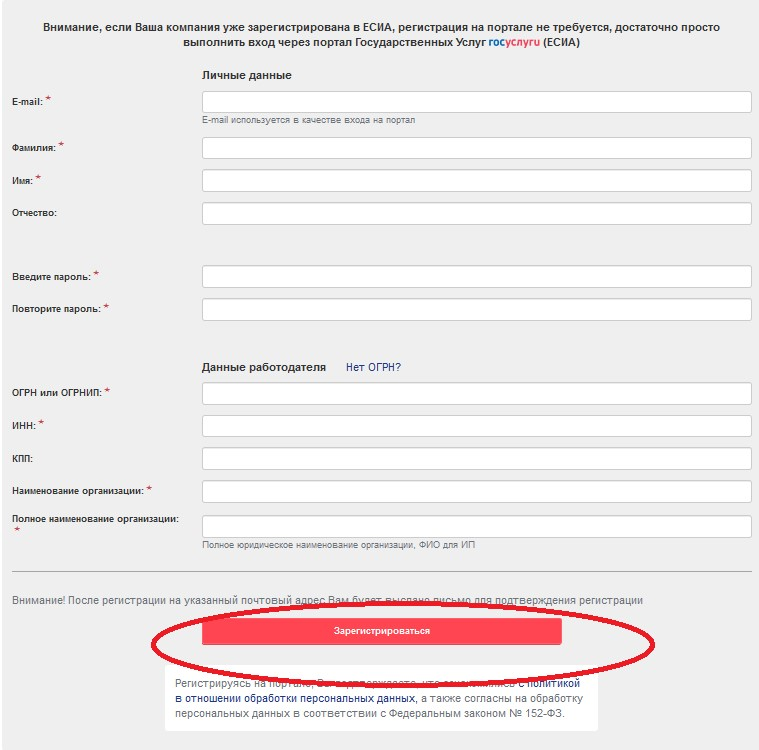 Внимание, если Ваша компания уже зарегистрирована в ЕСИА, регистрация на портале не требуется, достаточно просто
выполнить вход через портал Государственных Услуг госуслуги (ЕСИА)
Личные данные
E-mail: *
E-mail используется в качестве входа на портал
Фамилия: *
Имя: *
Отчество:
Введите пароль: *
Повторите пароль: *
Данные работодателя Нет ОГРН?
ОГРН или ОГРНИП: *
ИНН: *
КПП:
Наименование организации: *
Полное наименование организации:
*
Полное юридическое наименование организации, ФИО для ИП
Внимание! После регистрации на указанный почтовый адрес Вам будет выслано письмо для подтверждения регистрации
Зарегистрироваться
Регистрируясь на портале, Вы подтверждаете, что ознакомились с политикой
в отношении обработки персональных данных, а также согласны на обработку
персональных данных в соответствии с Федеральным законом № 152-ФЗ.